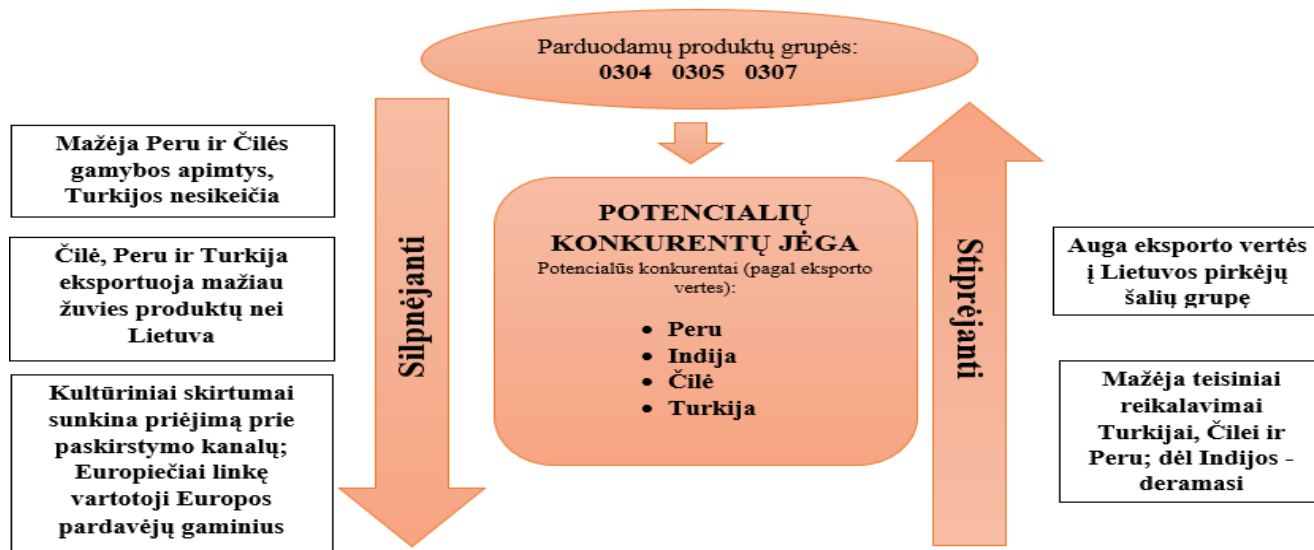 Parduodamų produktų grupės:
0304 0305 0307
Mažėja Peru ir Čilės
gamybos apimtys,
Turkijos nesikeičia
Čilė, Peru ir Turkija
eksportuoja mažiau
žuvies produktų nei
Lietuva
Kultūriniai skirtumai
sunkina priėjimą prie
paskirstymo kanalų;
Europiečiai linkę
vartotoji Europos
pardavėjų gaminius
Silpnėjanti
POTENCIALIŲ
KONKURENTŲ JĖGA
Potencialūs konkurentai (pagal eksporto
vertes):
• Peru
• Indija
• Čilė
• Turkija
Stiprėjanti
Auga eksporto vertės
į Lietuvos pirkėjų
šalių grupę
Mažėja teisiniai
reikalavimai
Turkijai, Čilei ir
Peru; dėl Indijos -
deramasi